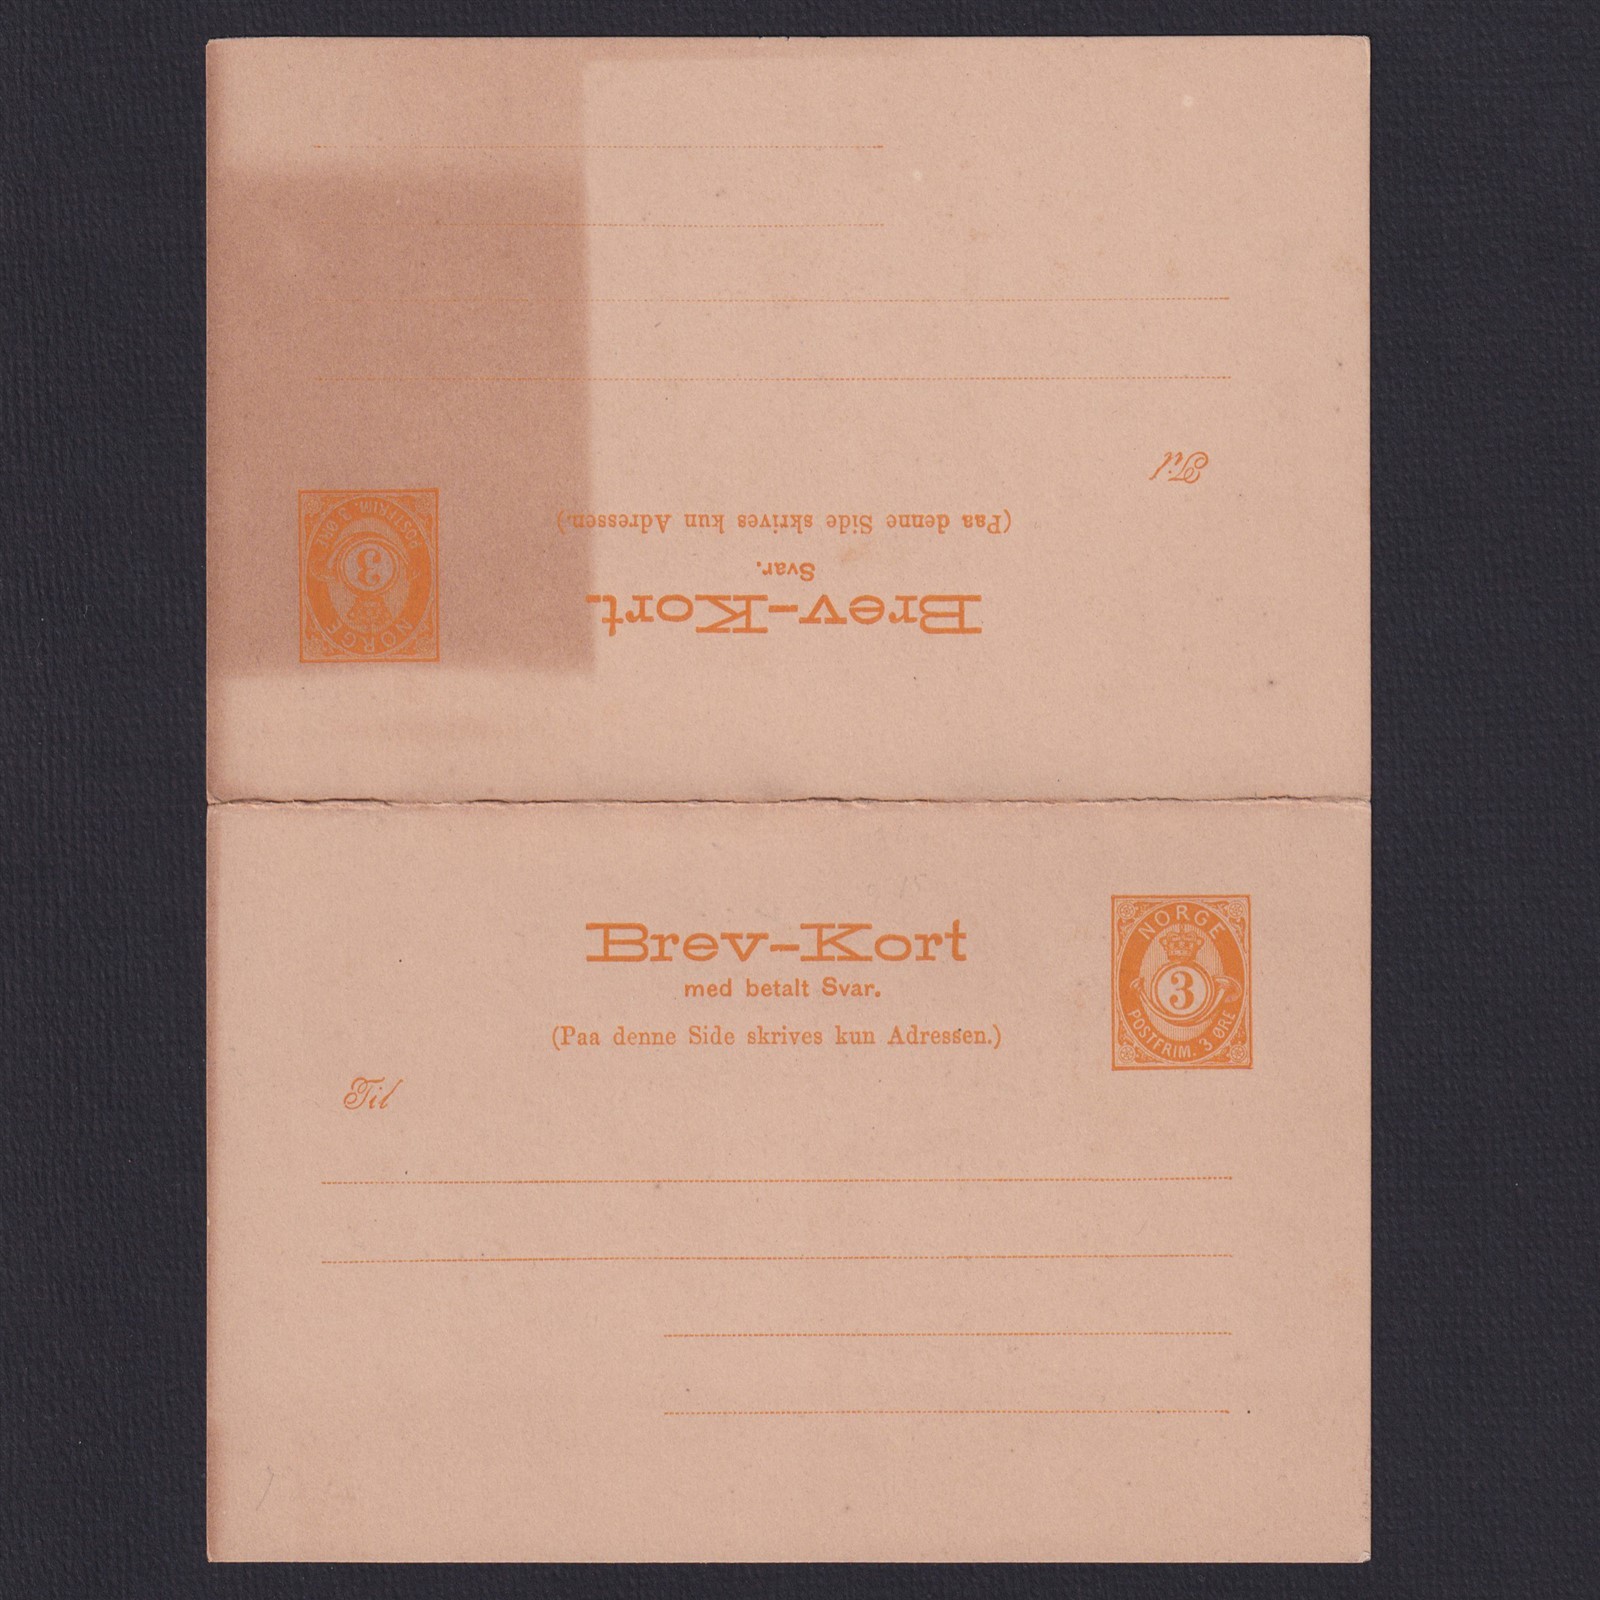 Brev-Kort.
Svar.
(Paa denne Side skrives kun Adressen.)
NORGE
3
POSTFRIM. 3 ØRE
Til
Brev-Kort
med betalt Svar.
(Paa denne Side skrives kun Adressen.)
NORGE
3
POSTFRIM. 3 ØRE
Til